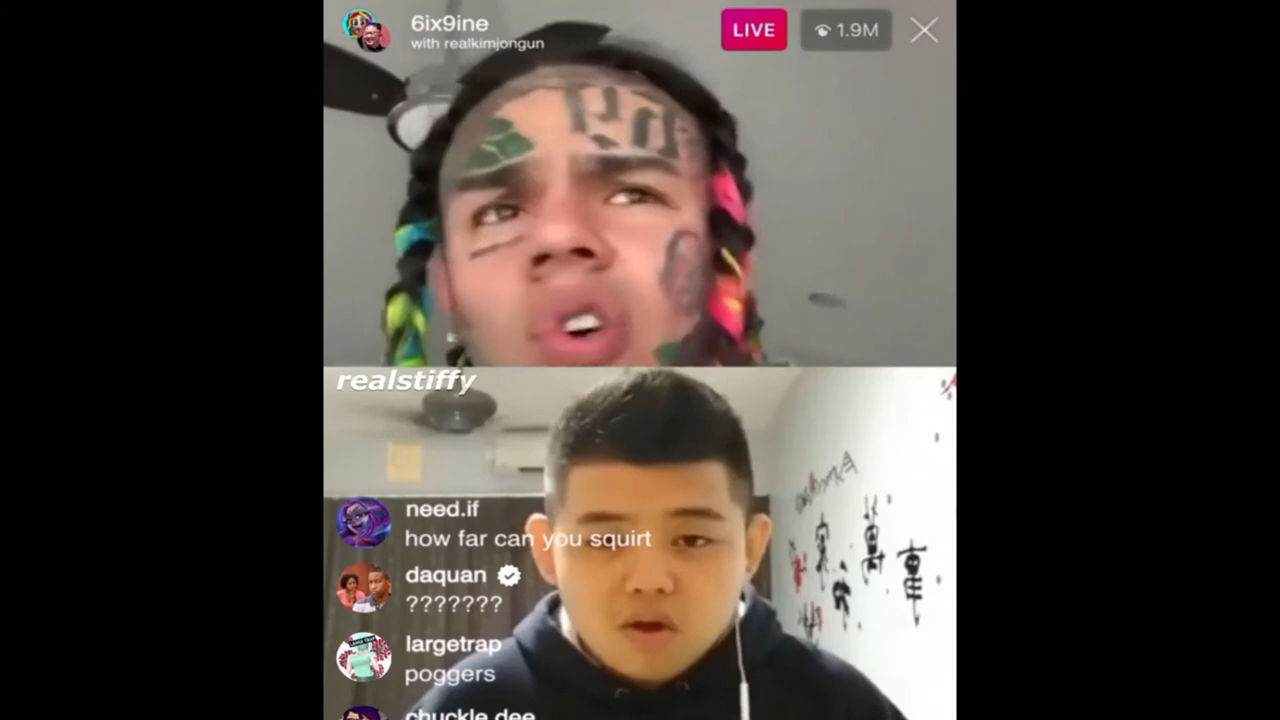 6ix9ine
with realkimjongun
LIVE
1.9M
realstiffy
need.if
how far can you squirt
daquan
???????
largetrap
poggers
chuckle.dee